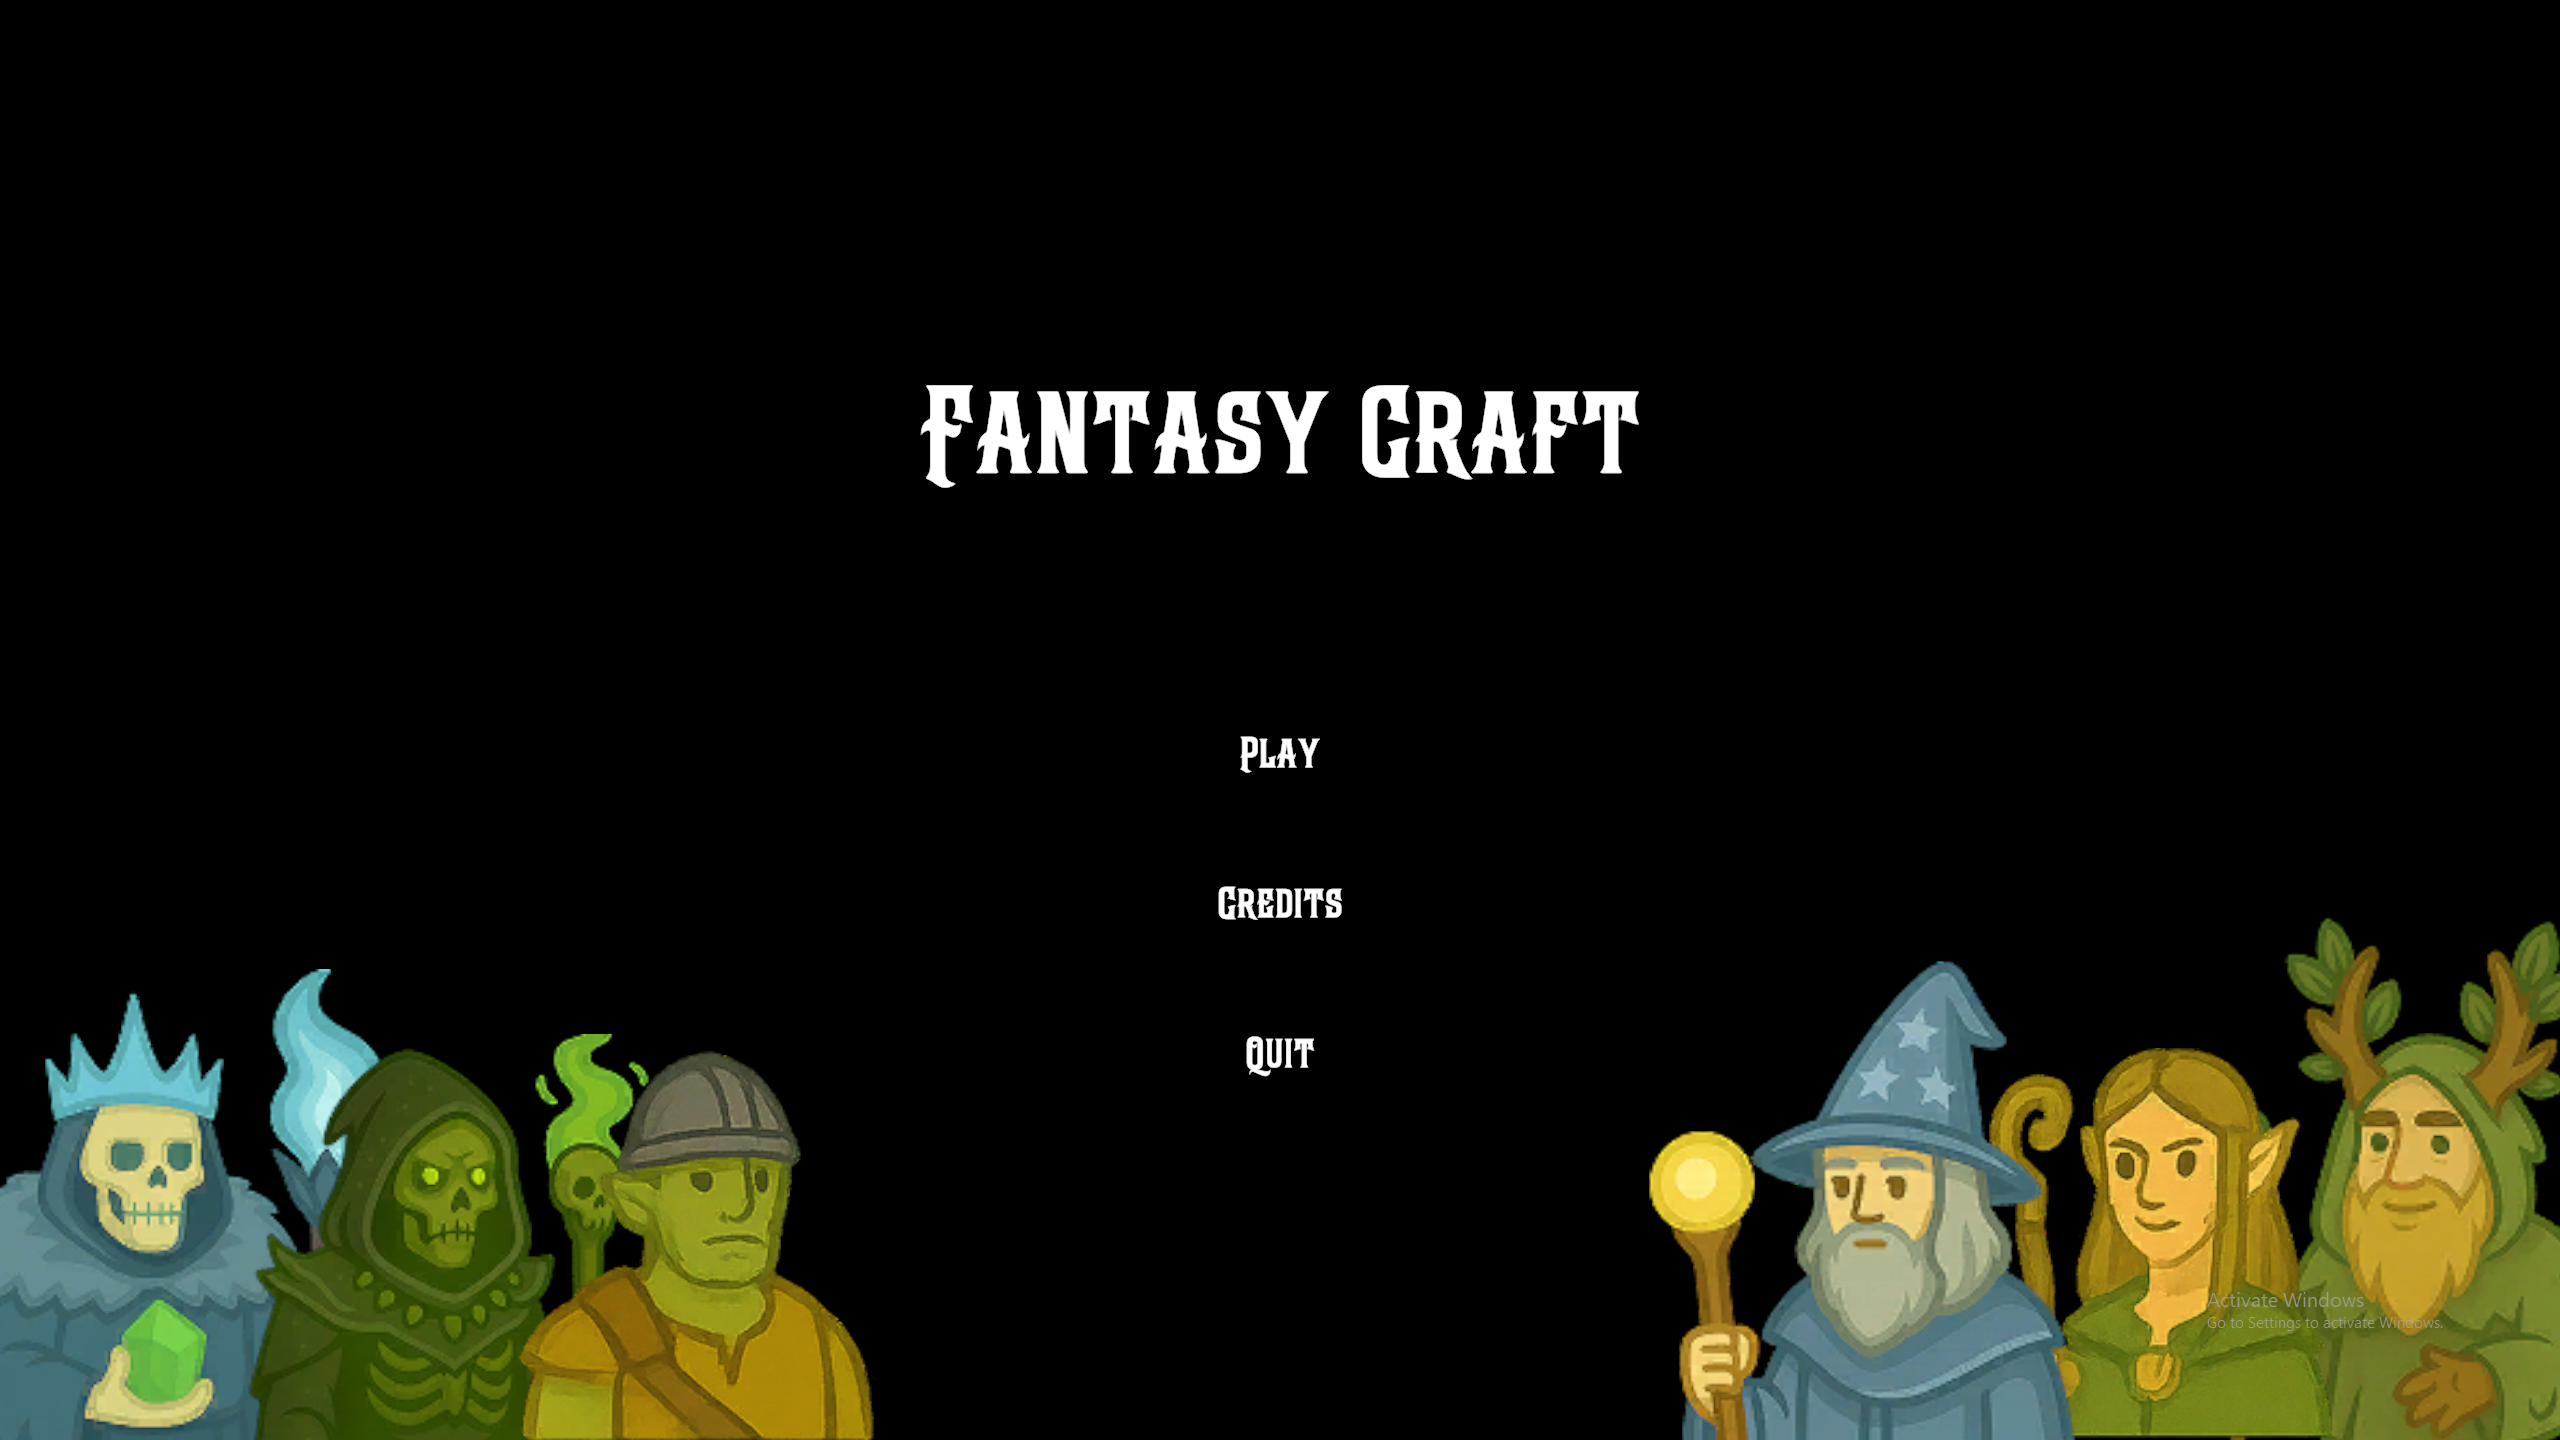 Fantasy Craft
Play
Credits
Quit
Activate Windows
Go to Settings to activate Windows.